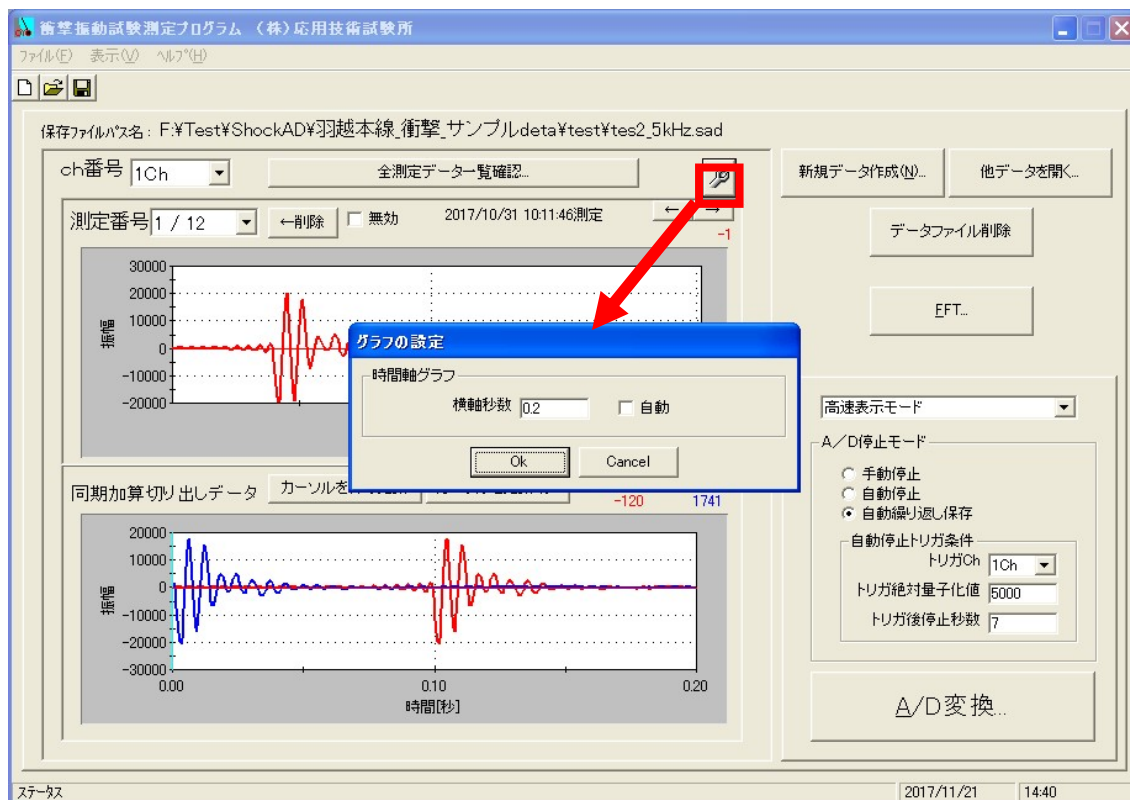 衝撃振動試験測定プログラム （株）応用技術試験所
ファイル(F) 表示(V) ヘルプ(H)
保存ファイルパス名： F:¥Test¥ShockAD¥羽越本線_衝撃_サンプルdeta¥test¥tes2_5kHz.sad
ch番号 1Ch 全測定データ一覧確認...
新規データ作成(N)... 他データを開く...
測定番号 1 / 12 ←削除 無効 2017/10/31 10:11:46測定 ← →
-1
データファイル削除
FFT...
30000
20000
10000
0
-10000
-20000
振幅
グラフの設定
時間軸グラフ
横軸秒数 0.2 自動
Ok Cancel
高速表示モード
A／D停止モード
手動停止
自動停止
自動繰り返し保存
自動停止トリガ条件
トリガCh 1Ch
トリガ絶対量子化値 5000
トリガ後停止秒数 7
同期加算切り出しデータ カーソルを
-120 1741
20000
10000
0
-10000
-20000
-30000
振幅
0.00 0.10 0.20
時間[秒]
A/D変換...
ステータス 2017/11/21 14:40